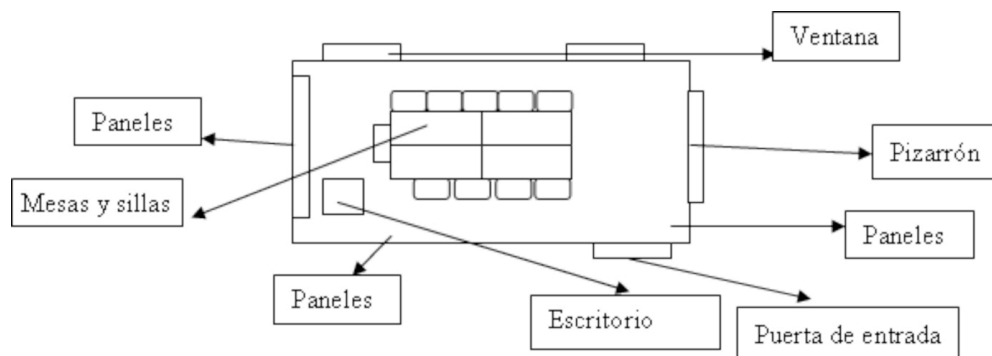 Ventana
Paneles
Pizarrón
Mesas y sillas
Paneles
Paneles
Escritorio
Puerta de entrada